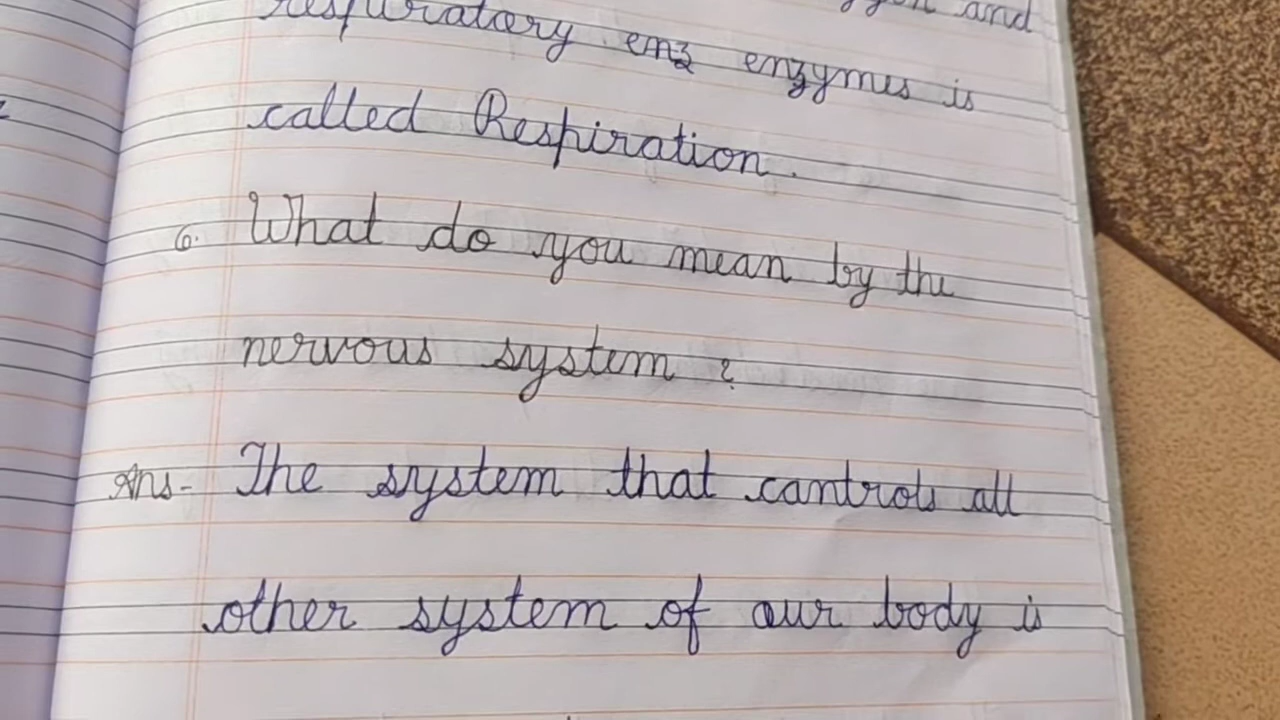 respiratory enz enzymes is
called Respiration.
6. What do you mean by the
nervous system ?
Ans- The system that cantrols all
other system of our body is